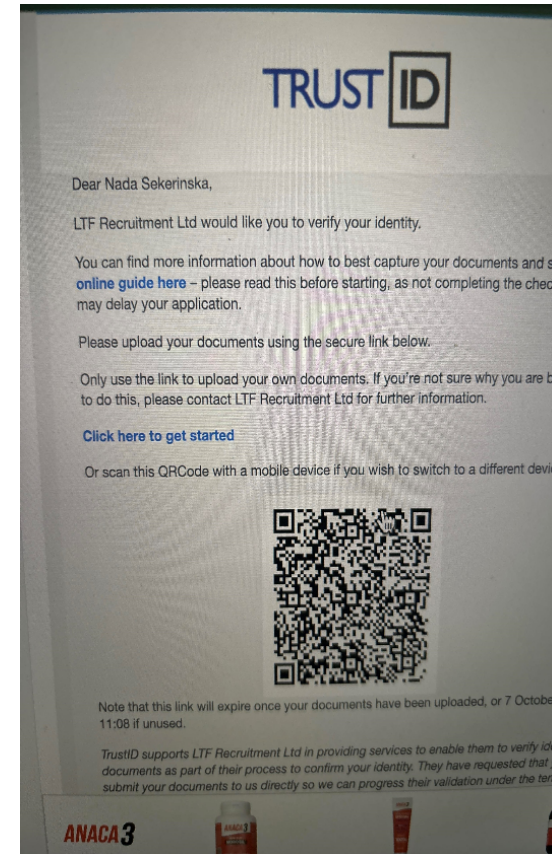 TRUST ID
Dear Nada Sekerinska,
LTF Recruitment Ltd would like you to verify your identity.
You can find more information about how to best capture your documents and s
online guide here – please read this before starting, as not completing the chec
may delay your application.
Please upload your documents using the secure link below.
Only use the link to upload your own documents. If you're not sure why you are b
to do this, please contact LTF Recruitment Ltd for further information.
Click here to get started
Or scan this QRCode with a mobile device if you wish to switch to a different devi
Note that this link will expire once your documents have been uploaded, or 7 Octobe
11:08 if unused.
TrustID supports LTF Recruitment Ltd in providing services to enable them to verify ide
documents as part of their process to confirm your identity. They have requested that
submit your documents to us directly so we can progress their validation under the ter
ANACA3
ANACA3